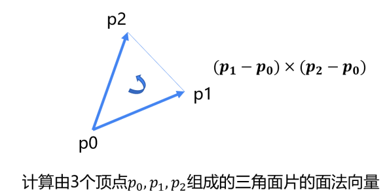 p2
(p₁ − p₀) × (p₂ − p₀)
p1
p0
计算由3个顶点p₀, p₁, p₂组成的三角面片的面法向量